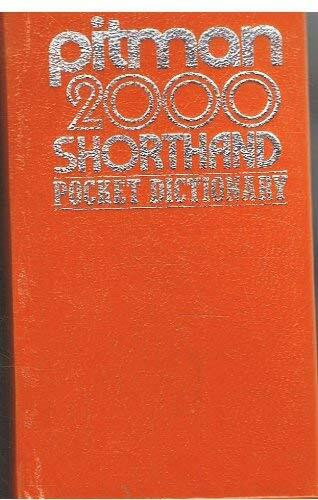 pitman
2000
SHORTHAND
POCKET DICTIONARY